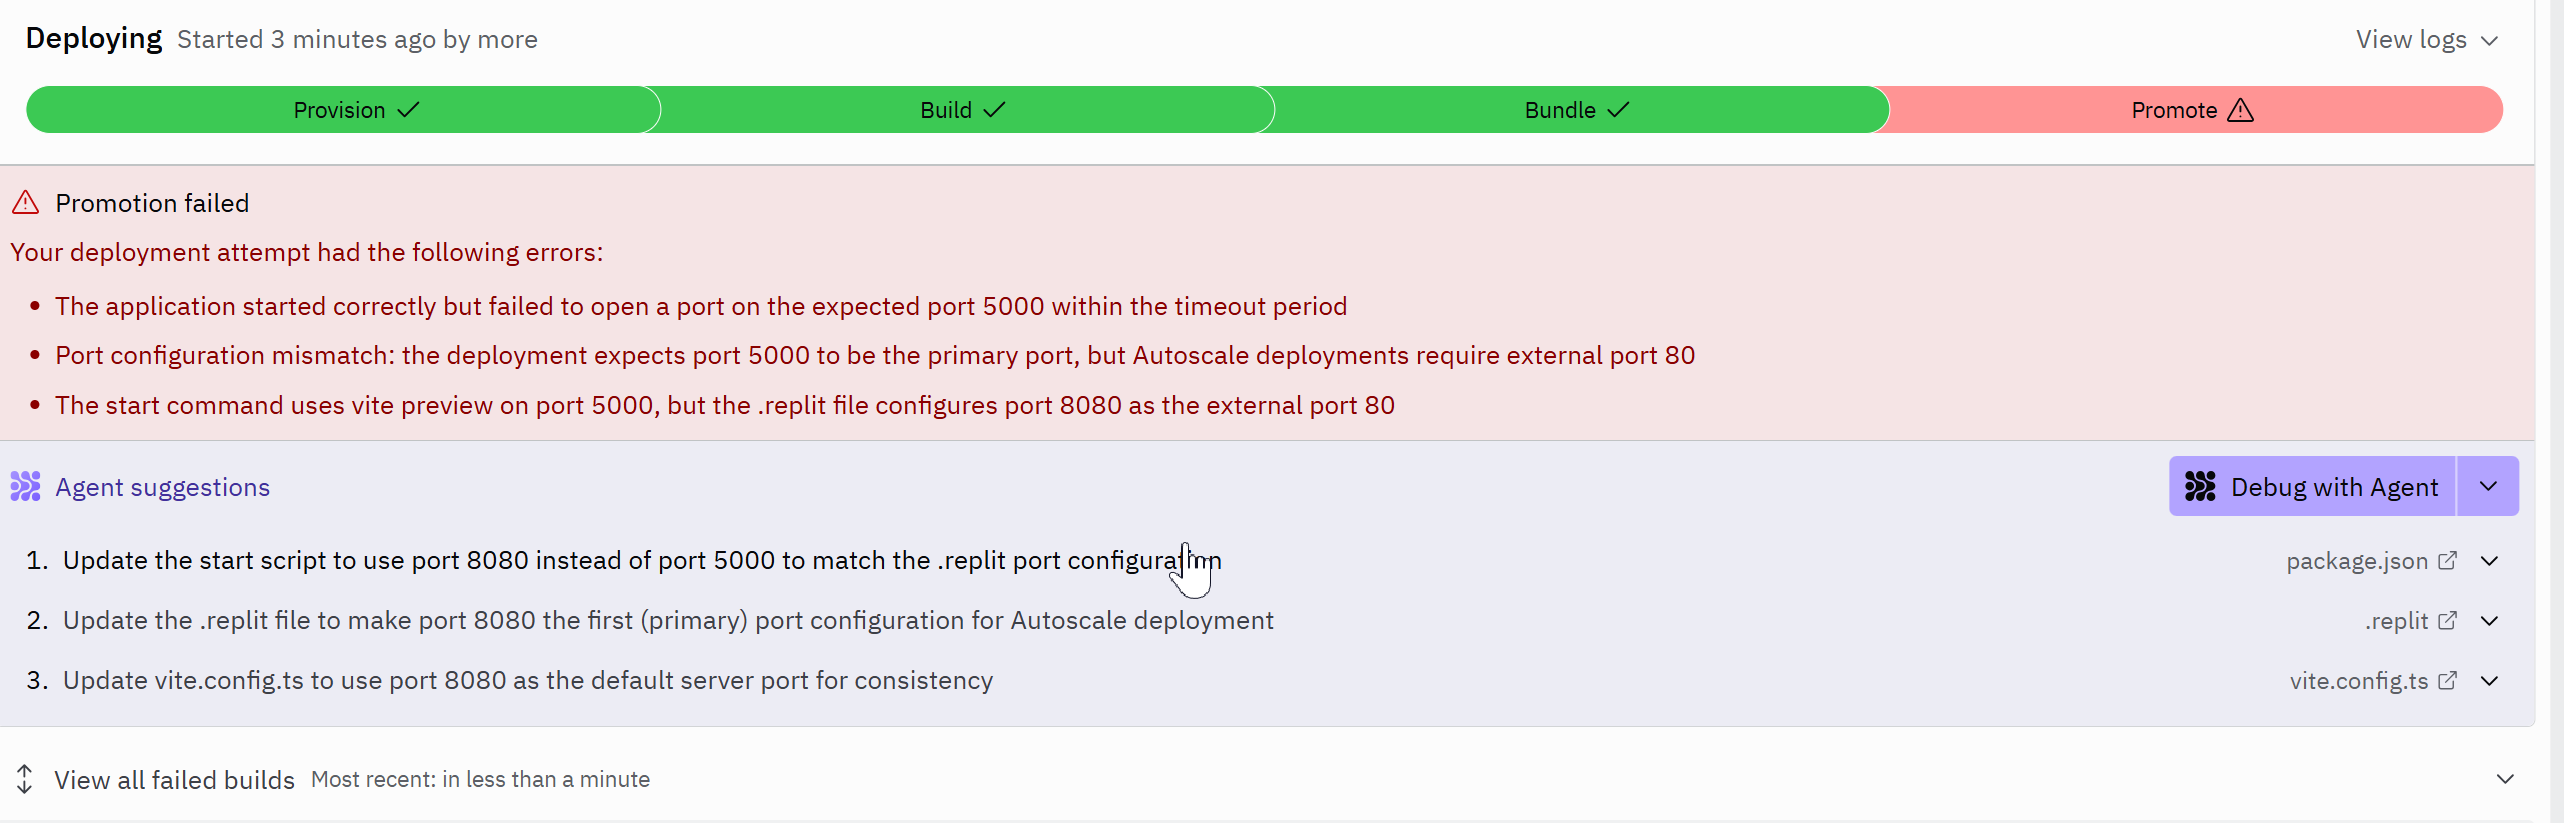 Deploying Started 3 minutes ago by more
View logs
Provision
Build
Bundle
Promote
Promotion failed
Your deployment attempt had the following errors:
• The application started correctly but failed to open a port on the expected port 5000 within the timeout period
• Port configuration mismatch: the deployment expects port 5000 to be the primary port, but Autoscale deployments require external port 80
• The start command uses vite preview on port 5000, but the .replit file configures port 8080 as the external port 80
Agent suggestions
Debug with Agent
1. Update the start script to use port 8080 instead of port 5000 to match the .replit port configuration
package.json
2. Update the .replit file to make port 8080 the first (primary) port configuration for Autoscale deployment
.replit
3. Update vite.config.ts to use port 8080 as the default server port for consistency
vite.config.ts
View all failed builds Most recent: in less than a minute